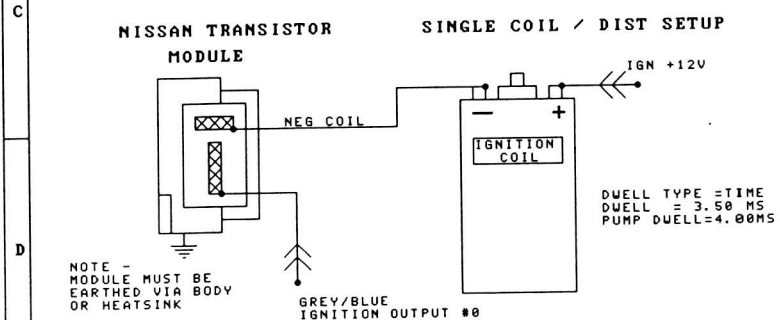 C
NISSAN TRANSISTOR
MODULE
SINGLE COIL / DIST SETUP
IGN +12V
NEG COIL
− +
IGNITION
COIL
DWELL TYPE =TIME
DWELL = 3.50 MS
PUMP DWELL=4.00MS
D
NOTE -
MODULE MUST BE
EARTHED VIA BODY
OR HEATSINK
GREY/BLUE
IGNITION OUTPUT #0